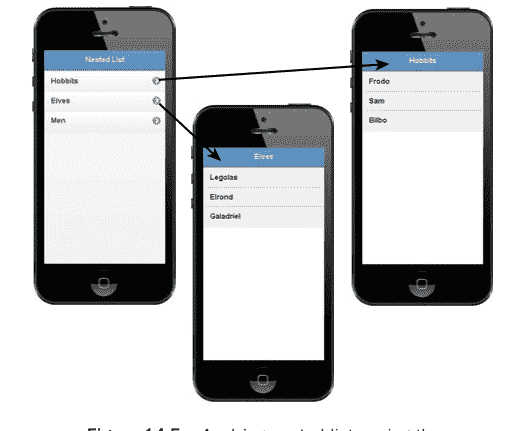 Nested List
Hobbits
Elves
Men
Hobbits
Frodo
Sam
Bilbo
Elves
Legolas
Elrond
Galadriel